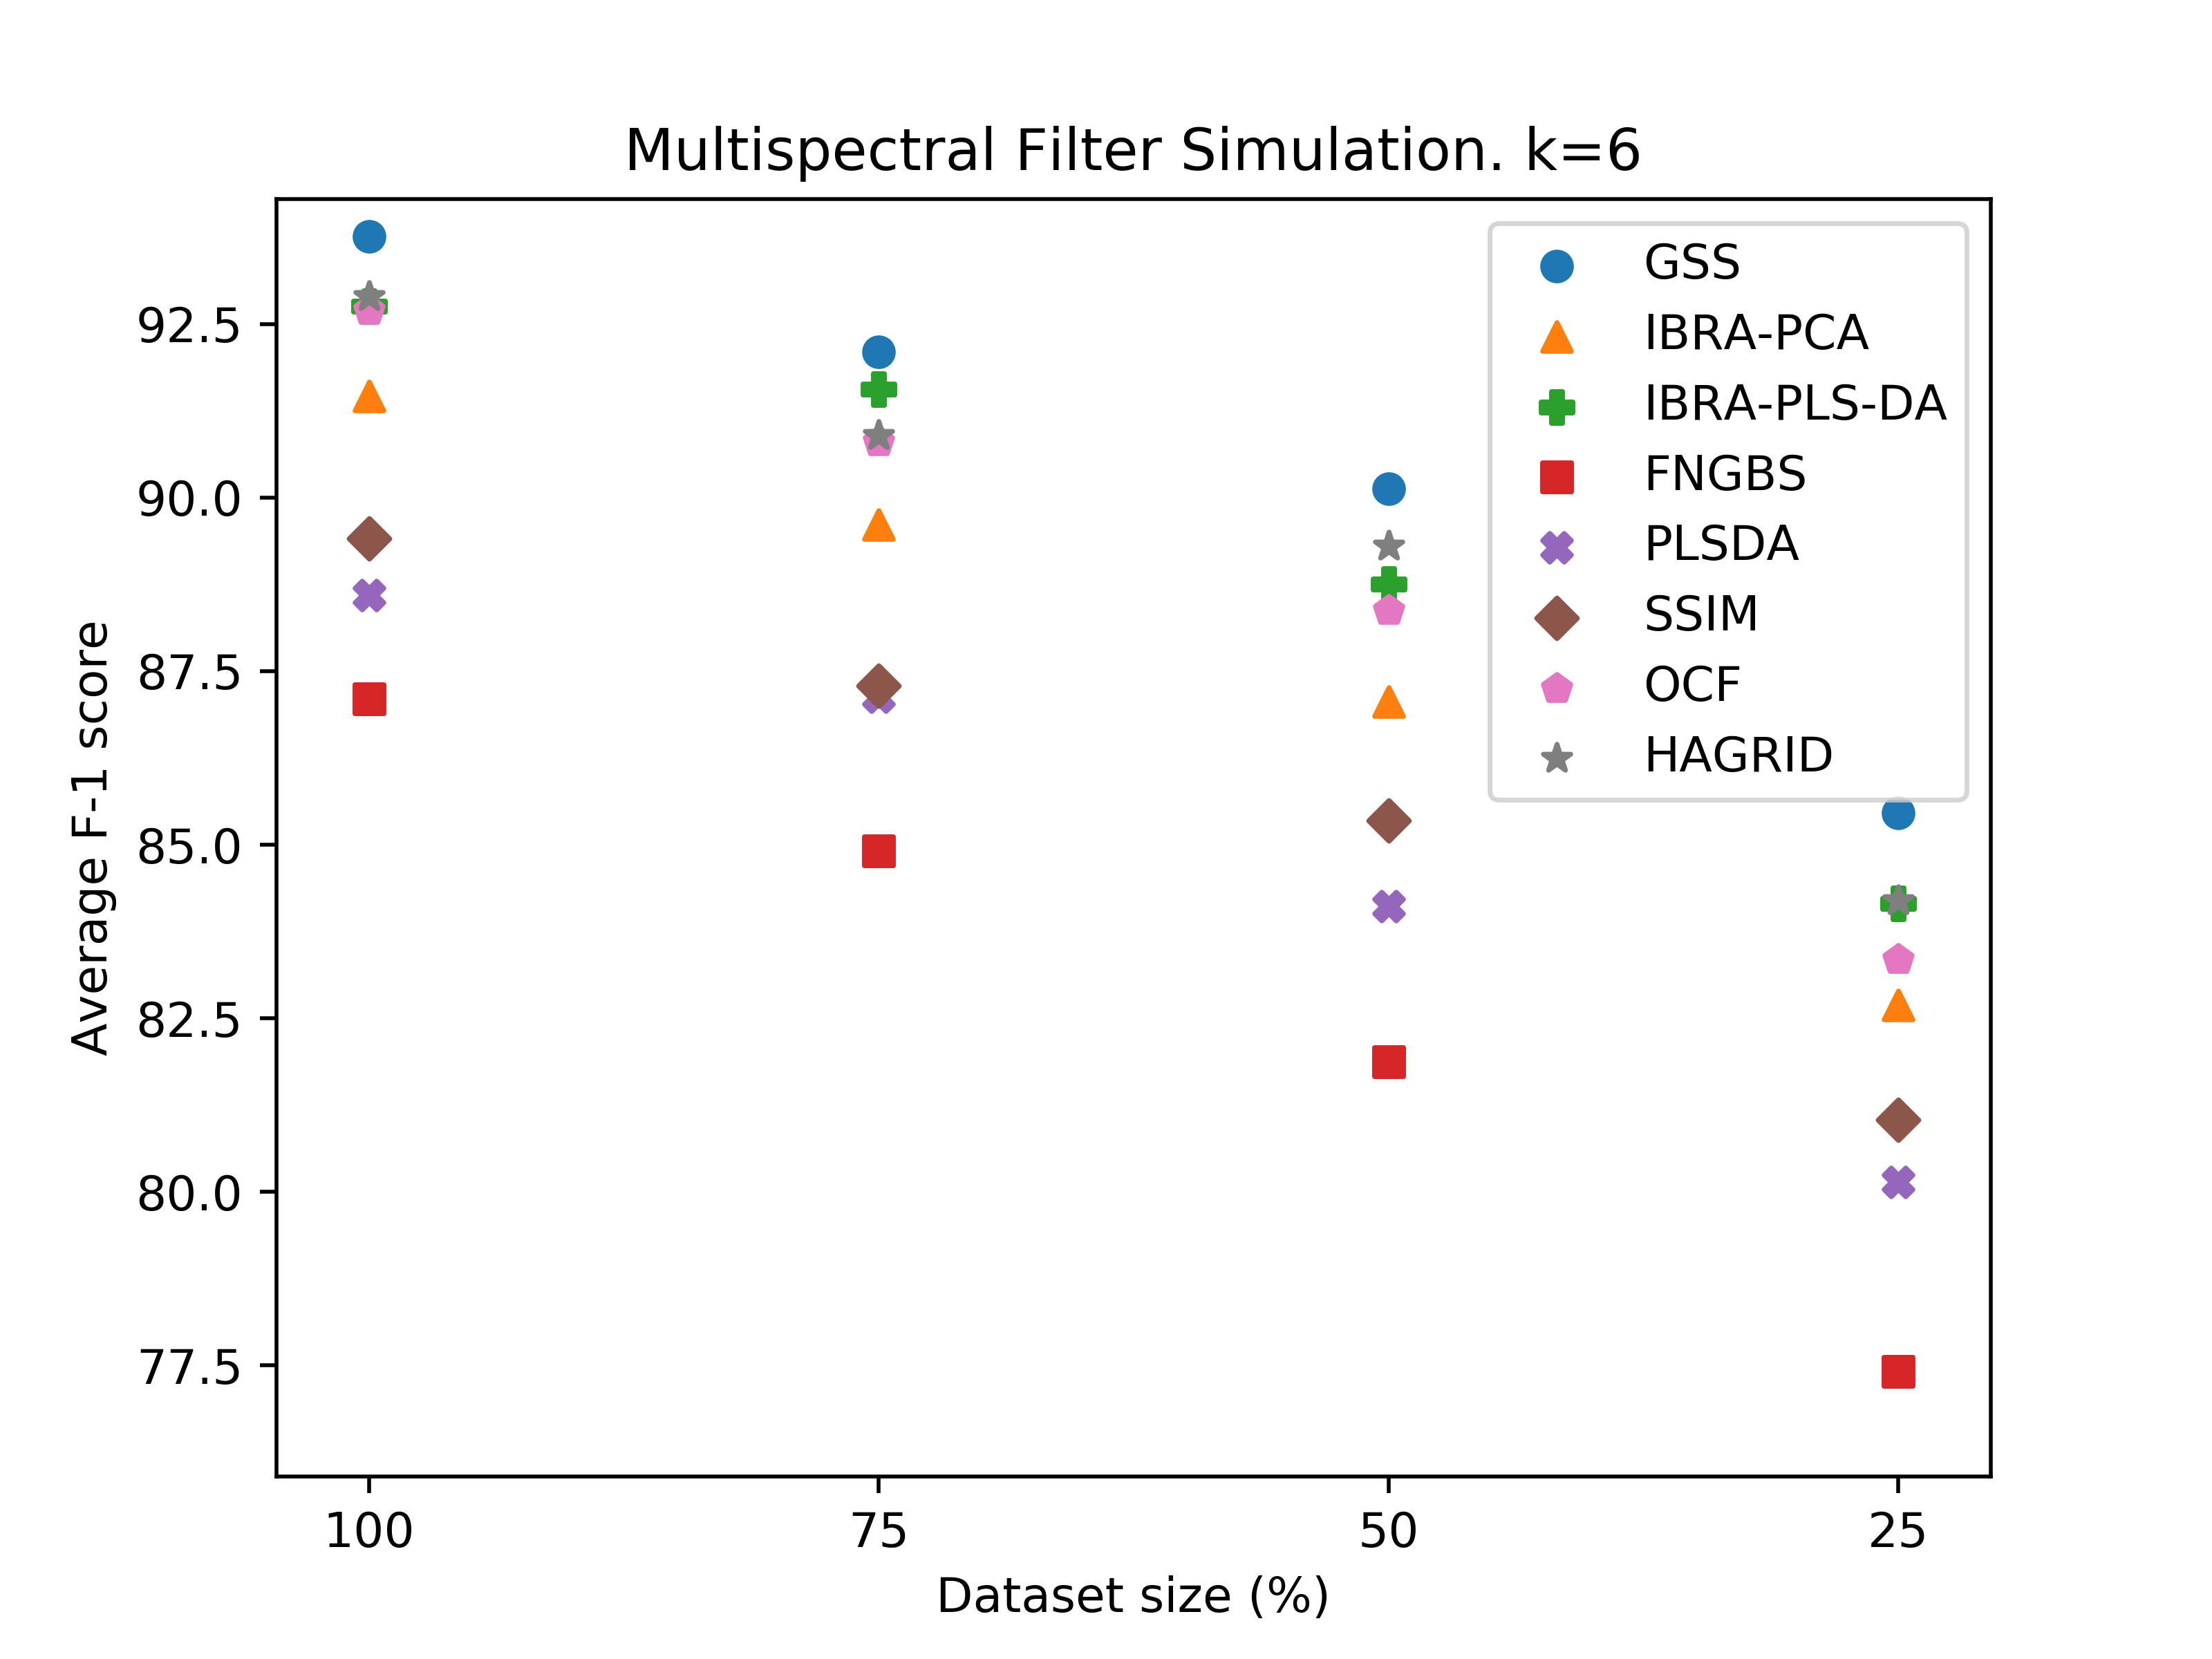 Multispectral Filter Simulation. k=6
GSS
IBRA-PCA
IBRA-PLS-DA
FNGBS
PLSDA
SSIM
OCF
HAGRID
Average F-1 score
92.5
90.0
87.5
85.0
82.5
80.0
77.5
100 75 50 25
Dataset size (%)